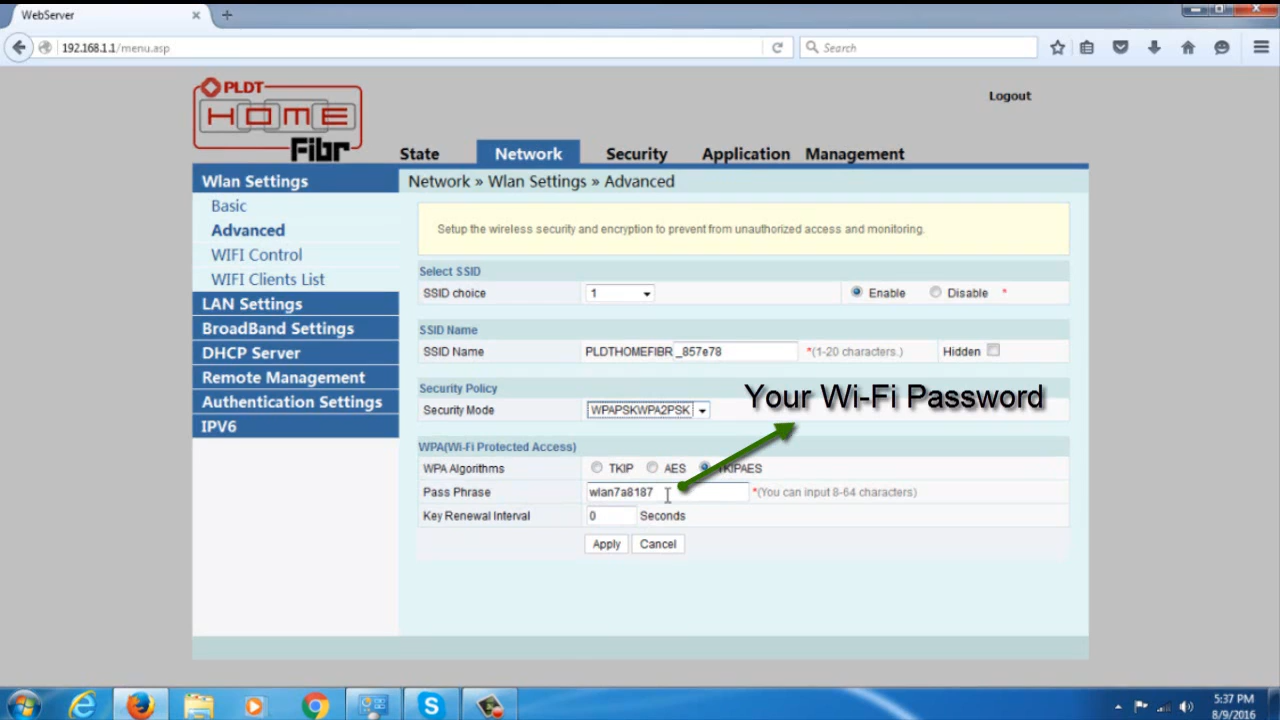 WebServer
192.168.1.1/menu.asp
Search
PLDT
HOME
Fibr
Logout
State Network Security Application Management
Wlan Settings
Network » Wlan Settings » Advanced
Basic
Advanced
WIFI Control
WIFI Clients List
LAN Settings
BroadBand Settings
DHCP Server
Remote Management
Authentication Settings
IPV6
Setup the wireless security and encryption to prevent from unauthorized access and monitoring.
Select SSID
SSID choice 1 Enable Disable *
SSID Name
SSID Name PLDTHOMEFIBR _857e78 *(1-20 characters.) Hidden
Security Policy
Security Mode WPAPSKWPA2PSK
Your Wi-Fi Password
WPA(Wi-Fi Protected Access)
WPA Algorithms TKIP AES TKIPAES
Pass Phrase wlan7a8187 *(You can input 8-64 characters)
Key Renewal Interval 0 Seconds
Apply Cancel
5:37 PM
8/9/2016